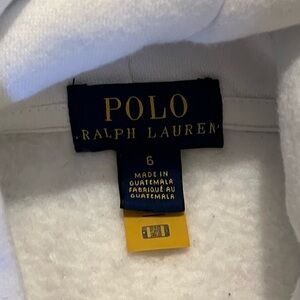 POLO
RALPH LAUREN
6
MADE IN
GUATEMALA
FABRIQUÉ AU
GUATEMALA